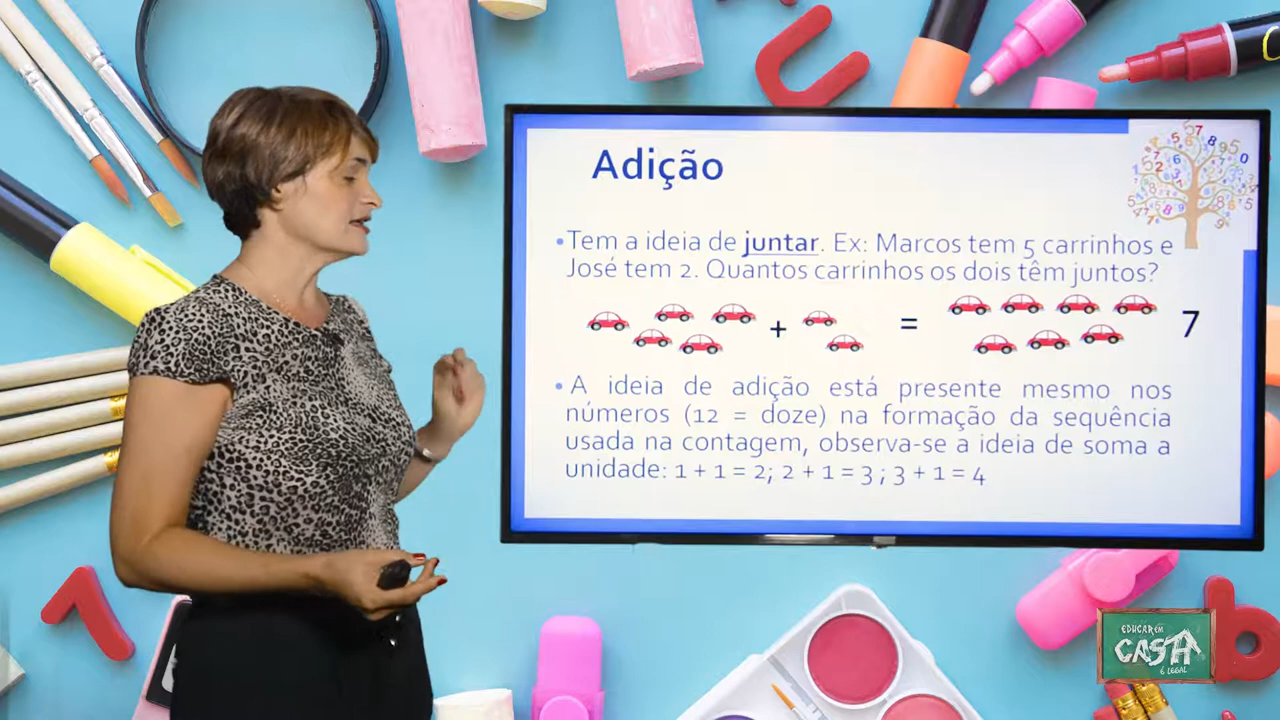 Adição
•Tem a ideia de juntar. Ex: Marcos tem 5 carrinhos e
José tem 2. Quantos carrinhos os dois têm juntos?
+ = 7
• A ideia de adição está presente mesmo nos
números (12 = doze) na formação da sequência
usada na contagem, observa-se a ideia de soma a
unidade: 1 + 1 = 2; 2 + 1 = 3 ; 3 + 1 = 4
EDUCAR EM
CASA
É LEGAL